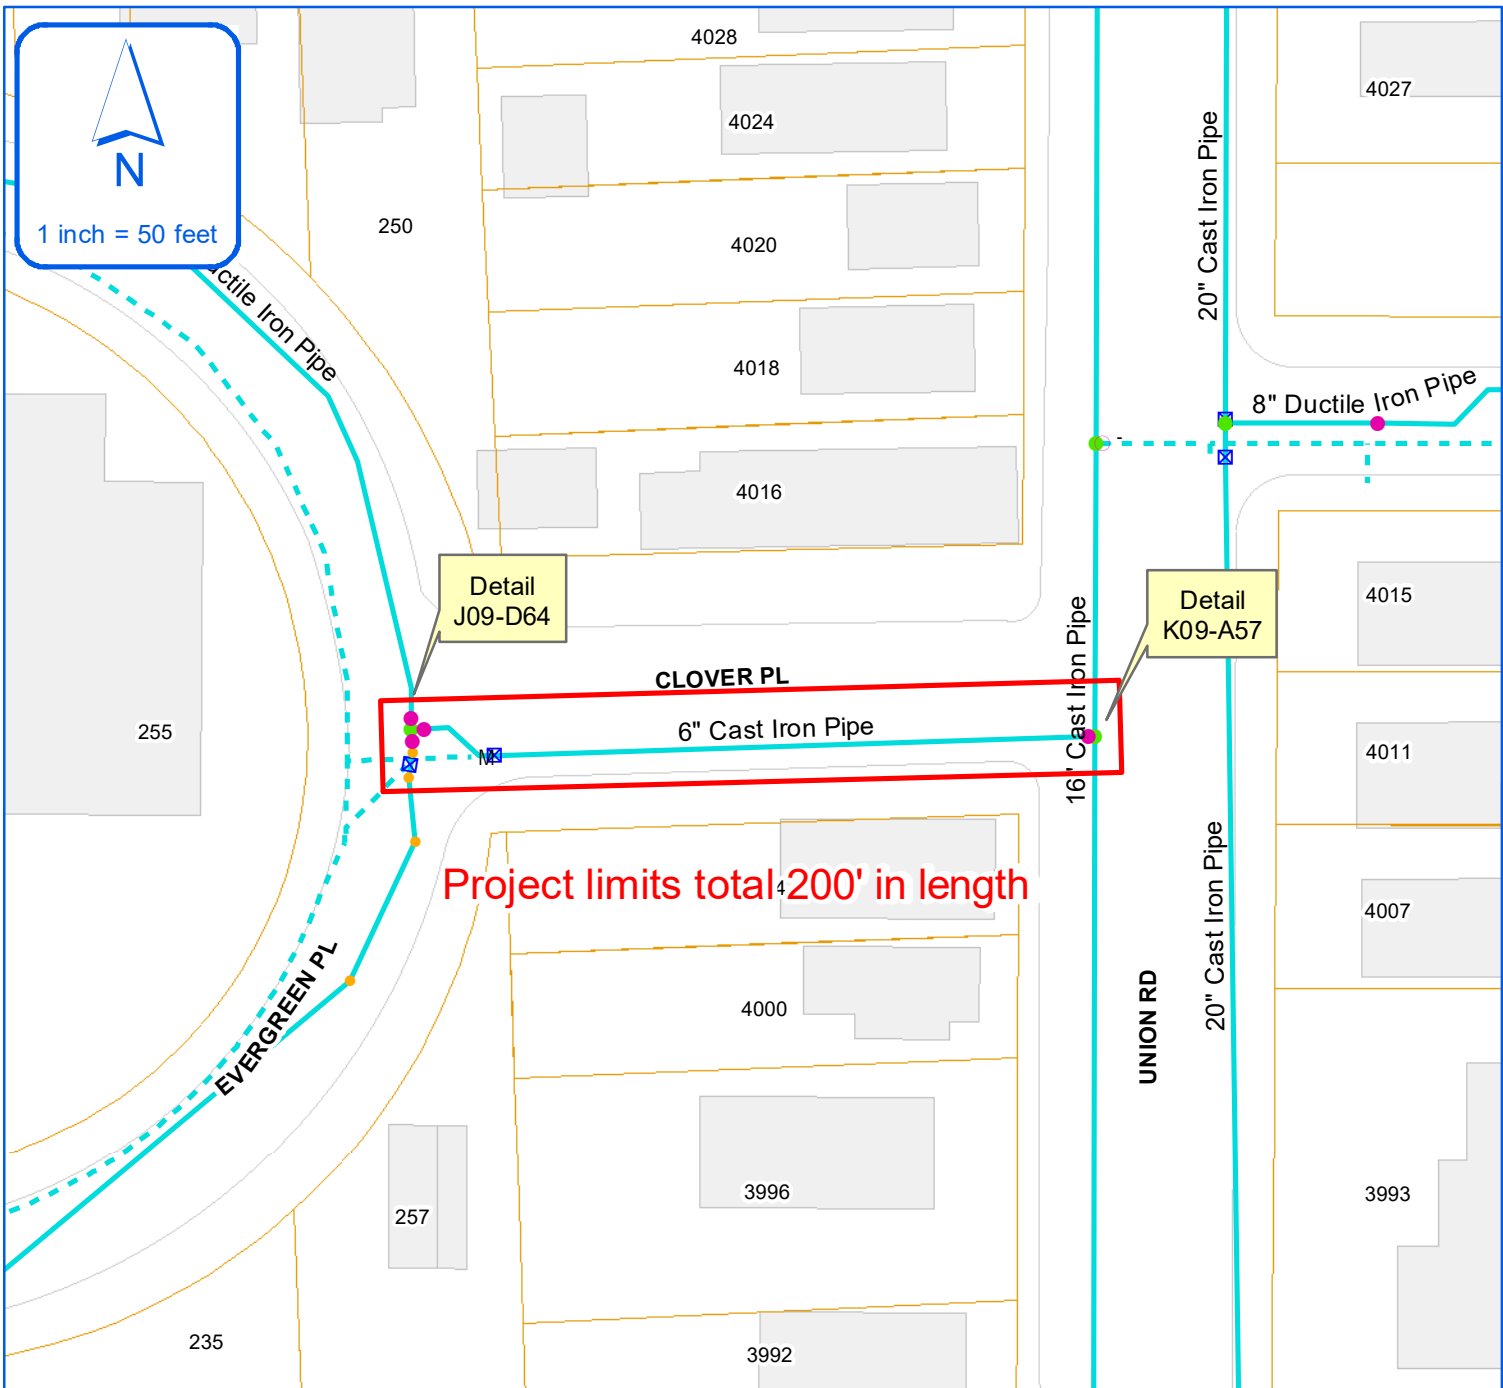 N
1 inch = 50 feet
4028
4024
4027
250
4020
4018
4016
20" Cast Iron Pipe
8" Ductile Iron Pipe
-
Iron Pipe
Detail
J09-D64
Detail
K09-A57
4015
CLOVER PL
6" Cast Iron Pipe
16" Cast Iron Pipe
M
255
4011
Project limits total 200' in length
4007
20" Cast Iron Pipe
EVERGREEN PL
4000
UNION RD
3996
3993
257
235
3992